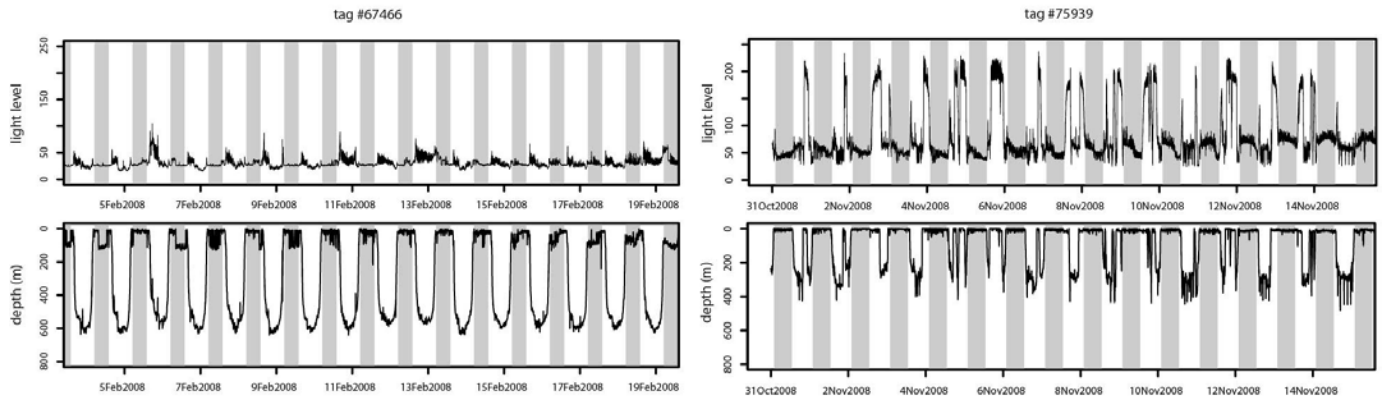 tag #67466
250
150
50
0
light level
5Feb2008 7Feb2008 9Feb2008 11Feb2008 13Feb2008 15Feb2008 17Feb2008 19Feb2008
0
200
400
600
800
depth (m)
5Feb2008 7Feb2008 9Feb2008 11Feb2008 13Feb2008 15Feb2008 17Feb2008 19Feb2008
tag #75939
200
100
50
0
light level
31Oct2008 2Nov2008 4Nov2008 6Nov2008 8Nov2008 10Nov2008 12Nov2008 14Nov2008
0
200
400
600
800
depth (m)
31Oct2008 2Nov2008 4Nov2008 6Nov2008 8Nov2008 10Nov2008 12Nov2008 14Nov2008